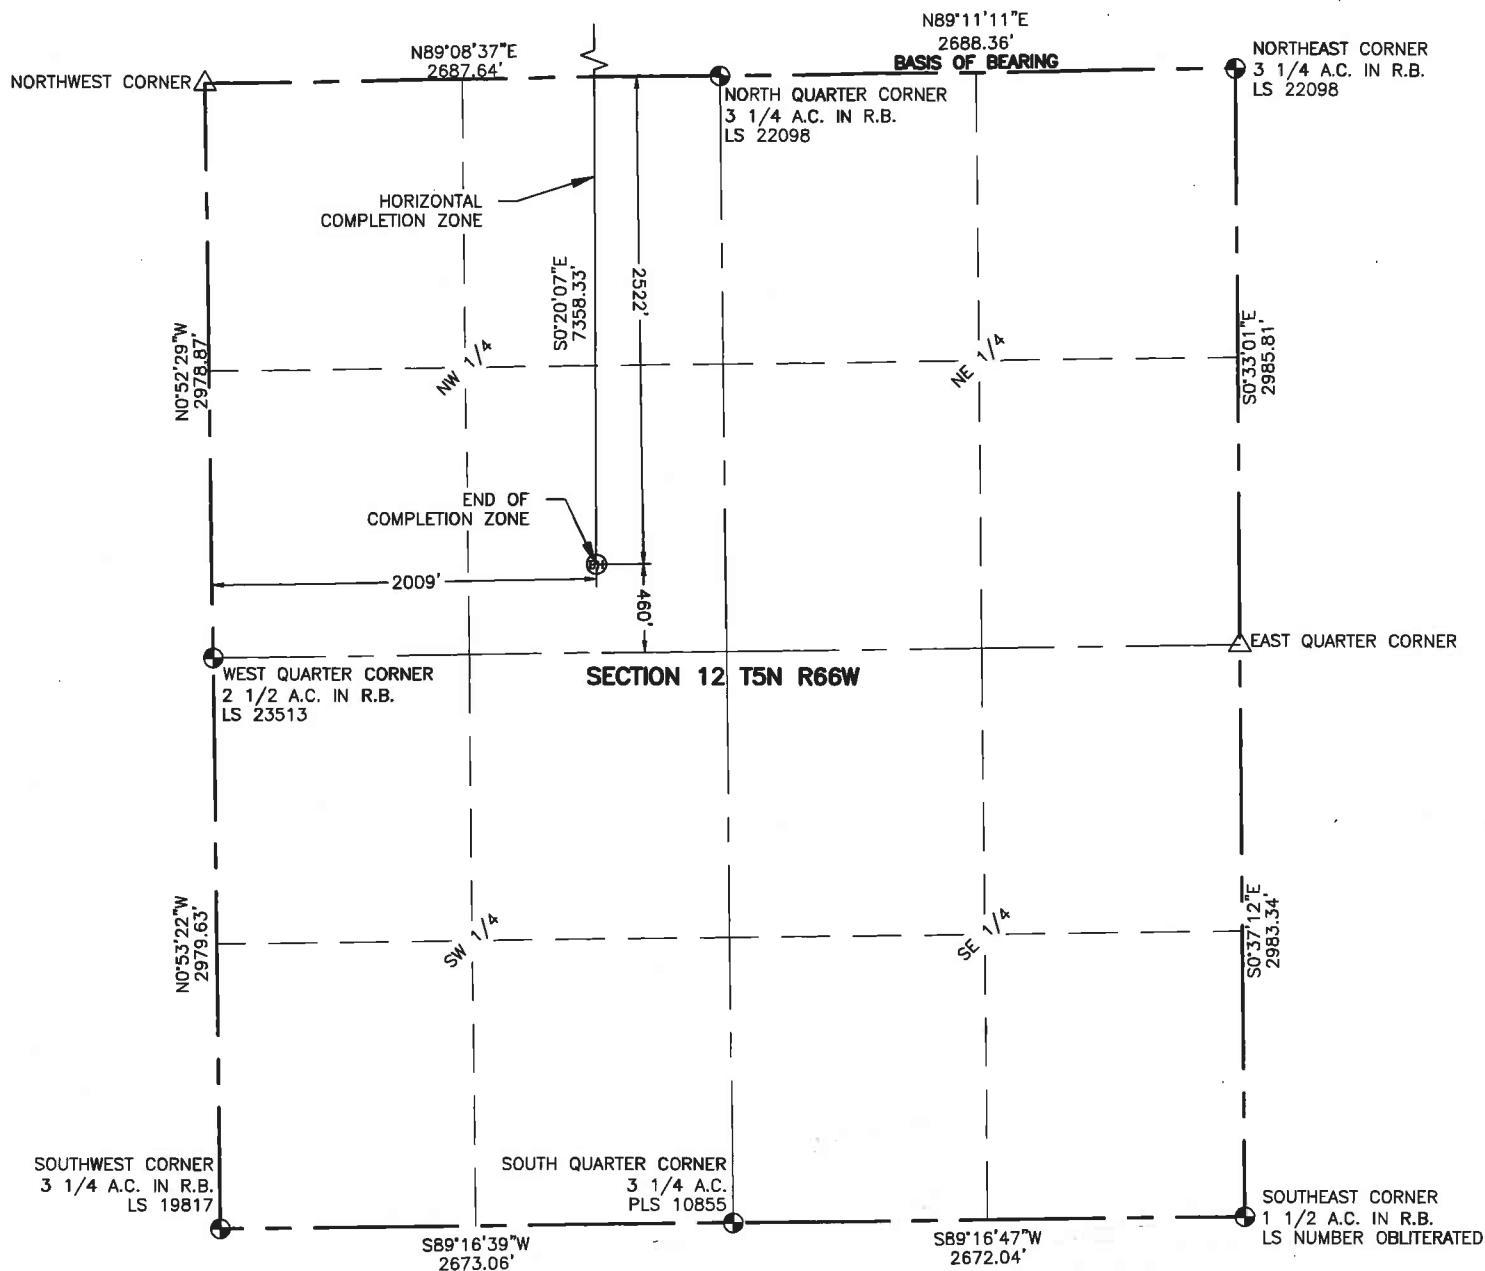 N89°11'11"E
2688.36'
BASIS OF BEARING
N89°08'37"E
2687.64'
NORTHWEST CORNER
NORTHEAST CORNER
3 1/4 A.C. IN R.B.
LS 22098
NORTH QUARTER CORNER
3 1/4 A.C. IN R.B.
LS 22098
HORIZONTAL
COMPLETION ZONE
S0°20'07"E
7358.33'
2522'
N0°52'29"W
2978.87'
NW 1/4
NE 1/4
S0°33'01"E
2985.81'
END OF
COMPLETION ZONE
2009'
460'
EAST QUARTER CORNER
WEST QUARTER CORNER
2 1/2 A.C. IN R.B.
LS 23513
SECTION 12 T5N R66W
N0°53'22"W
2979.63'
SW 1/4
SE 1/4
S0°37'12"E
2983.34'
SOUTHWEST CORNER
3 1/4 A.C. IN R.B.
LS 19817
SOUTH QUARTER CORNER
3 1/4 A.C.
PLS 10855
SOUTHEAST CORNER
1 1/2 A.C. IN R.B.
LS NUMBER OBLITERATED
S89°16'39"W
2673.06'
S89°16'47"W
2672.04'